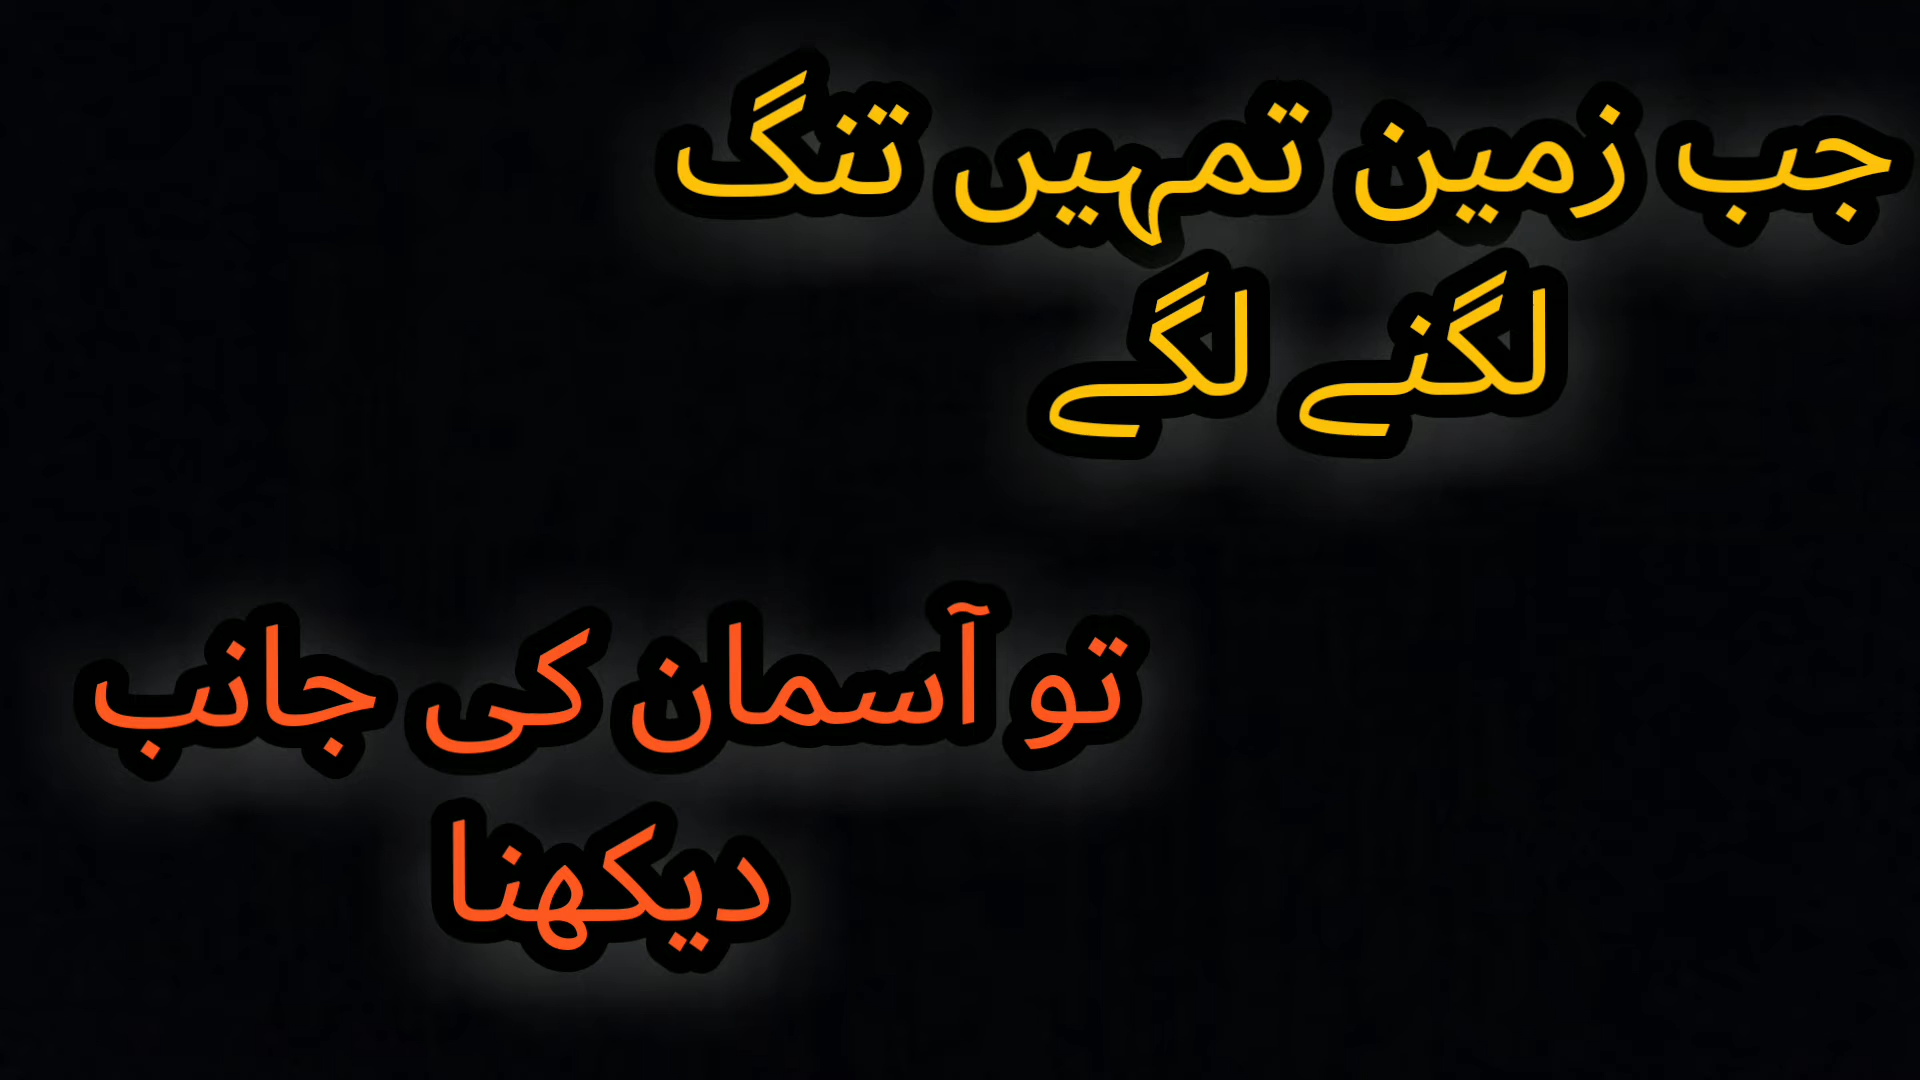 جب زمین تمہیں تنگ
لگنے لگے
تو آسمان کی جانب
دیکھنا